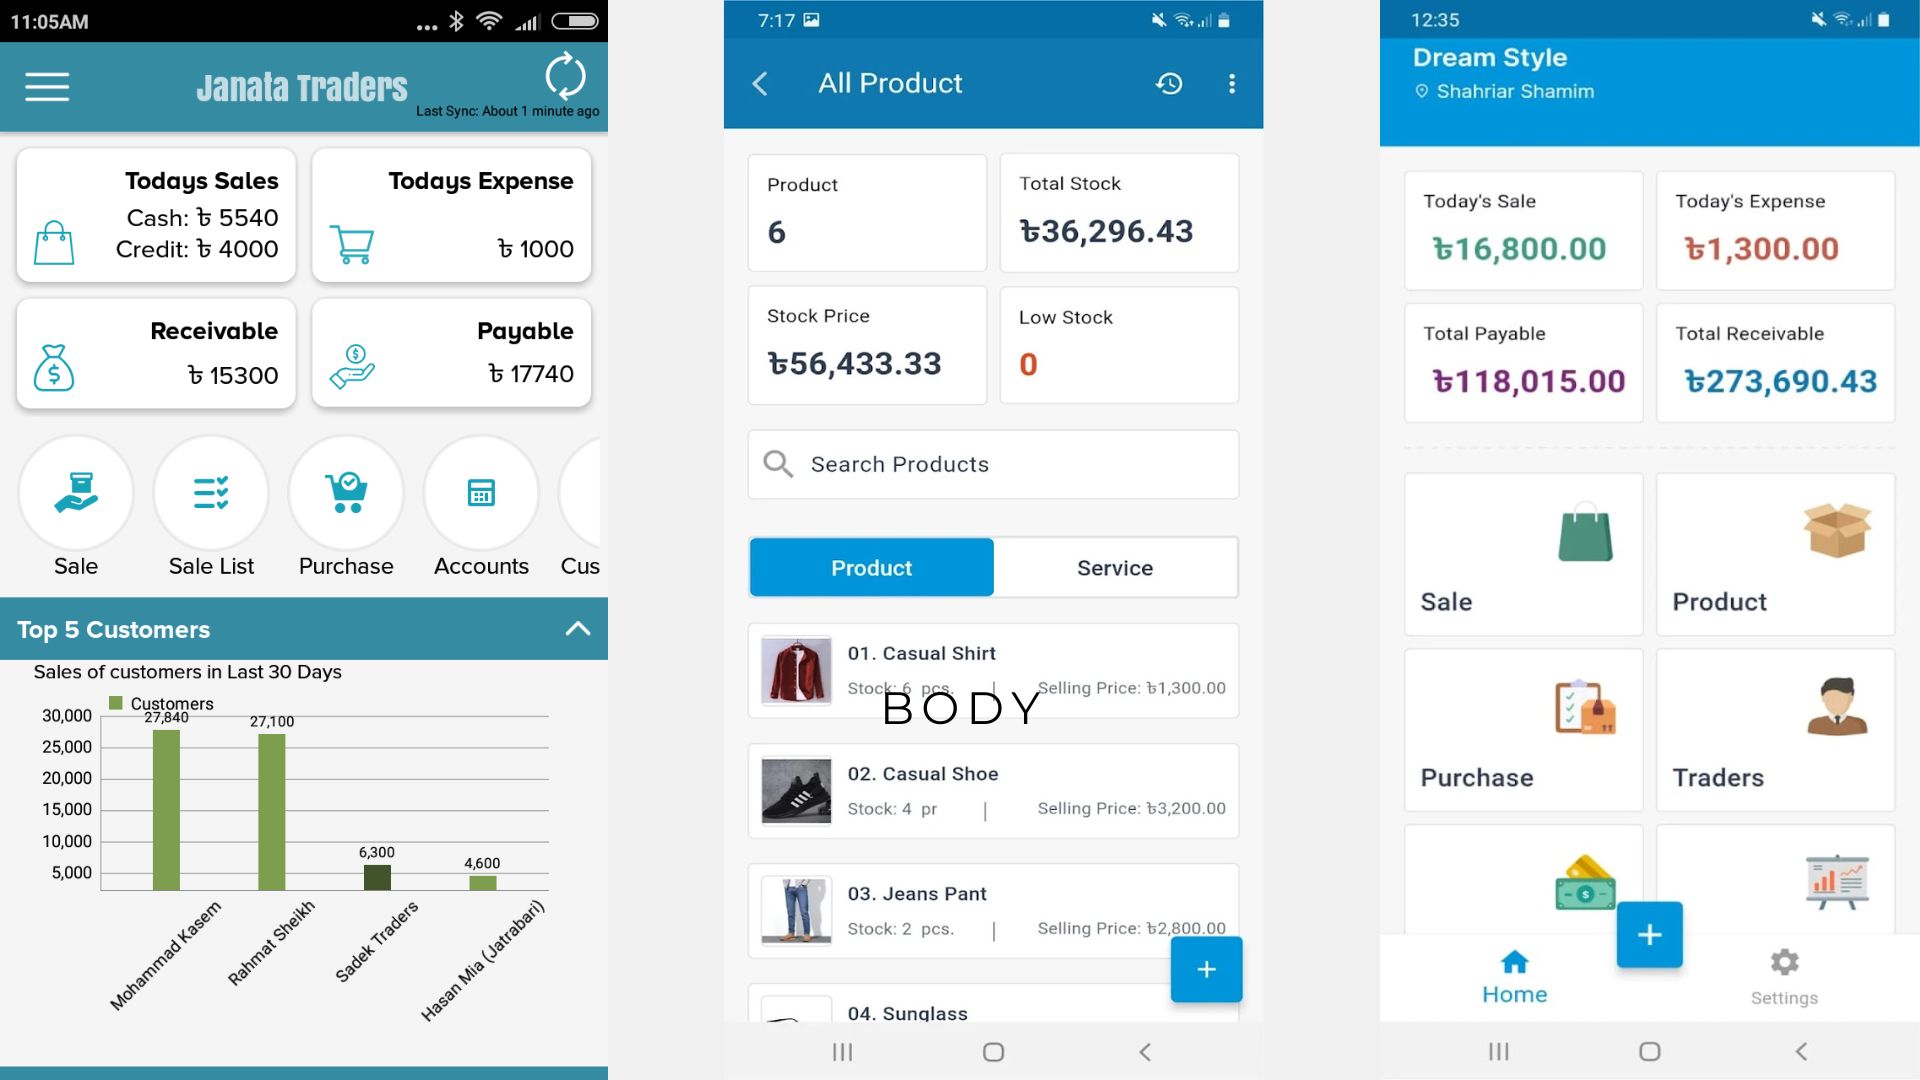 11:05AM
Janata Traders
Last Sync: About 1 minute ago
Todays Sales
Cash: ৳ 5540
Credit: ৳ 4000
Todays Expense
৳ 1000
Receivable
৳ 15300
Payable
৳ 17740
Sale
Sale List
Purchase
Accounts
Cus
Top 5 Customers
Sales of customers in Last 30 Days
Customers
30,000
25,000
20,000
15,000
10,000
5,000
27,840
27,100
6,300
4,600
Mohammad Kasem
Rahmat Sheikh
Sadek Traders
Hasan Mia (Jatrabari)
7:17
All Product
Product
6
Total Stock
৳36,296.43
Stock Price
৳56,433.33
Low Stock
0
Search Products
Product
Service
01. Casual Shirt
Stock: 6 pcs. | Selling Price: ৳1,300.00
BODY
02. Casual Shoe
Stock: 4 pr | Selling Price: ৳3,200.00
03. Jeans Pant
Stock: 2 pcs. | Selling Price: ৳2,800.00
04. Sunglass
12:35
Dream Style
Shahriar Shamim
Today's Sale
৳16,800.00
Today's Expense
৳1,300.00
Total Payable
৳118,015.00
Total Receivable
৳273,690.43
Sale
Product
Purchase
Traders
Home
Settings